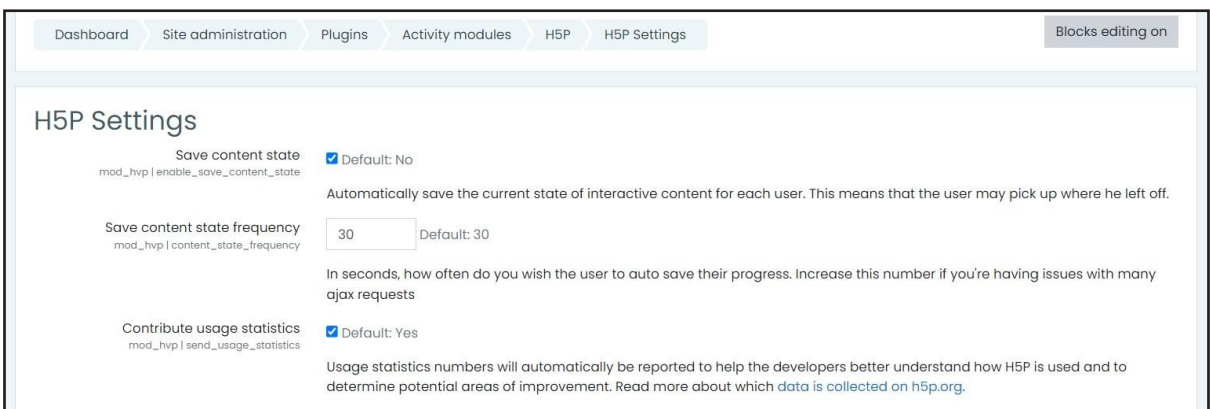 Dashboard Site administration Plugins Activity modules H5P H5P Settings Blocks editing on
H5P Settings
Save content state Default: No
mod_hvp | enable_save_content_state
Automatically save the current state of interactive content for each user. This means that the user may pick up where he left off.
Save content state frequency 30 Default: 30
mod_hvp | content_state_frequency
In seconds, how often do you wish the user to auto save their progress. Increase this number if you're having issues with many
ajax requests
Contribute usage statistics Default: Yes
mod_hvp | send_usage_statistics
Usage statistics numbers will automatically be reported to help the developers better understand how H5P is used and to
determine potential areas of improvement. Read more about which data is collected on h5p.org.